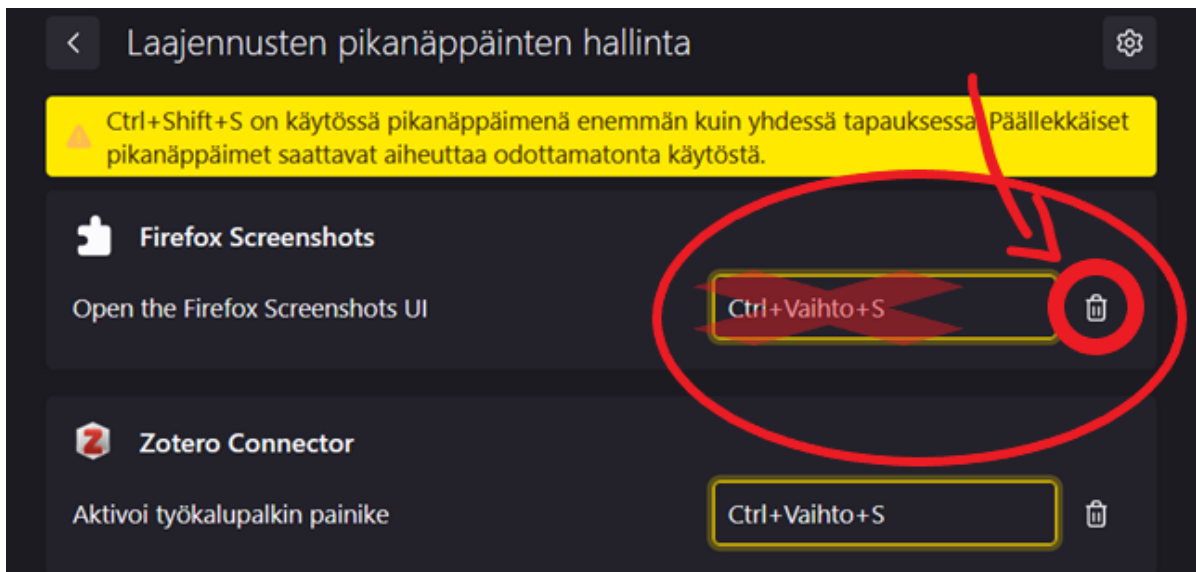 Laajennusten pikanäppäinten hallinta
Ctrl+Shift+S on käytössä pikanäppäimenä enemmän kuin yhdessä tapauksessa. Päällekkäiset
pikanäppäimet saattavat aiheuttaa odottamatonta käytöstä.
Firefox Screenshots
Open the Firefox Screenshots UI
Ctrl+Vaihto+S
Zotero Connector
Aktivoi työkalupalkin painike
Ctrl+Vaihto+S